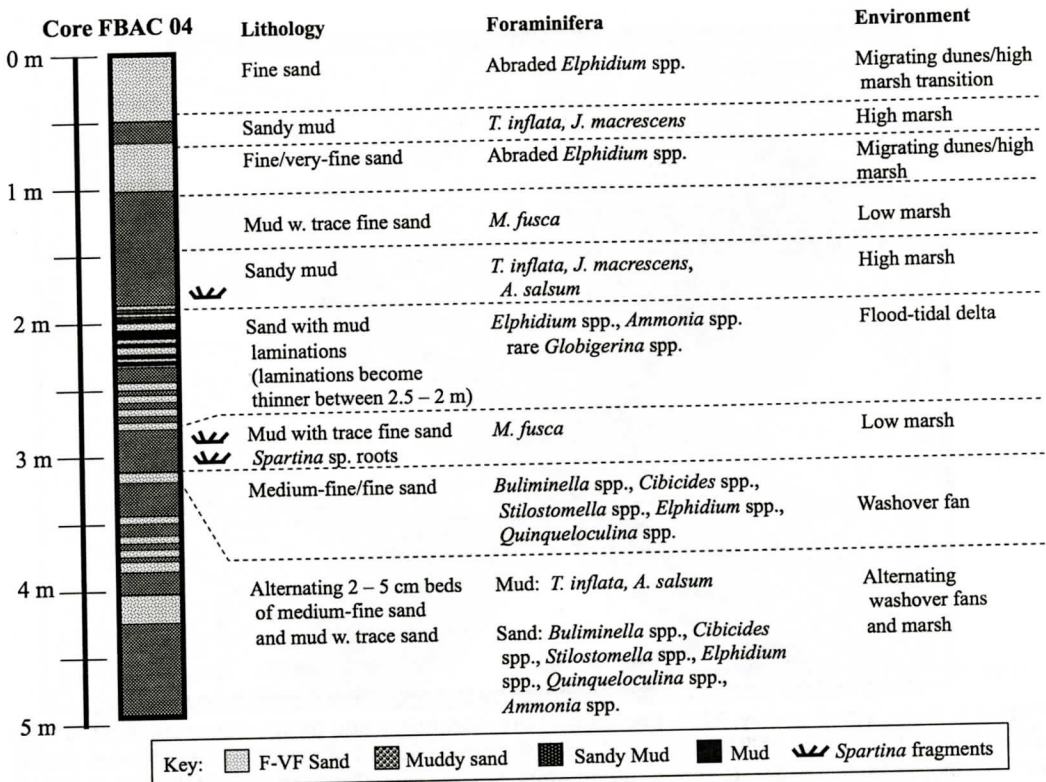 Core FBAC 04 Lithology Foraminifera Environment
0 m
Fine sand Abraded Elphidium spp. Migrating dunes/high
marsh transition
Sandy mud T. inflata, J. macrescens High marsh
Fine/very-fine sand Abraded Elphidium spp. Migrating dunes/high
marsh
1 m
Mud w. trace fine sand M. fusca Low marsh
Sandy mud T. inflata, J. macrescens, High marsh
A. salsum
2 m
Sand with mud Elphidium spp., Ammonia spp. Flood-tidal delta
laminations rare Globigerina spp.
(laminations become
thinner between 2.5 – 2 m)
Mud with trace fine sand M. fusca Low marsh
3 m
Spartina sp. roots
Medium-fine/fine sand Buliminella spp., Cibicides spp., Washover fan
Stilostomella spp., Elphidium spp.,
Quinqueloculina spp.
4 m
Alternating 2 – 5 cm beds Mud: T. inflata, A. salsum Alternating
of medium-fine sand washover fans
and mud w. trace sand Sand: Buliminella spp., Cibicides and marsh
spp., Stilostomella spp., Elphidium
spp., Quinqueloculina spp.,
Ammonia spp.
5 m
Key: F-VF Sand Muddy sand Sandy Mud Mud Spartina fragments